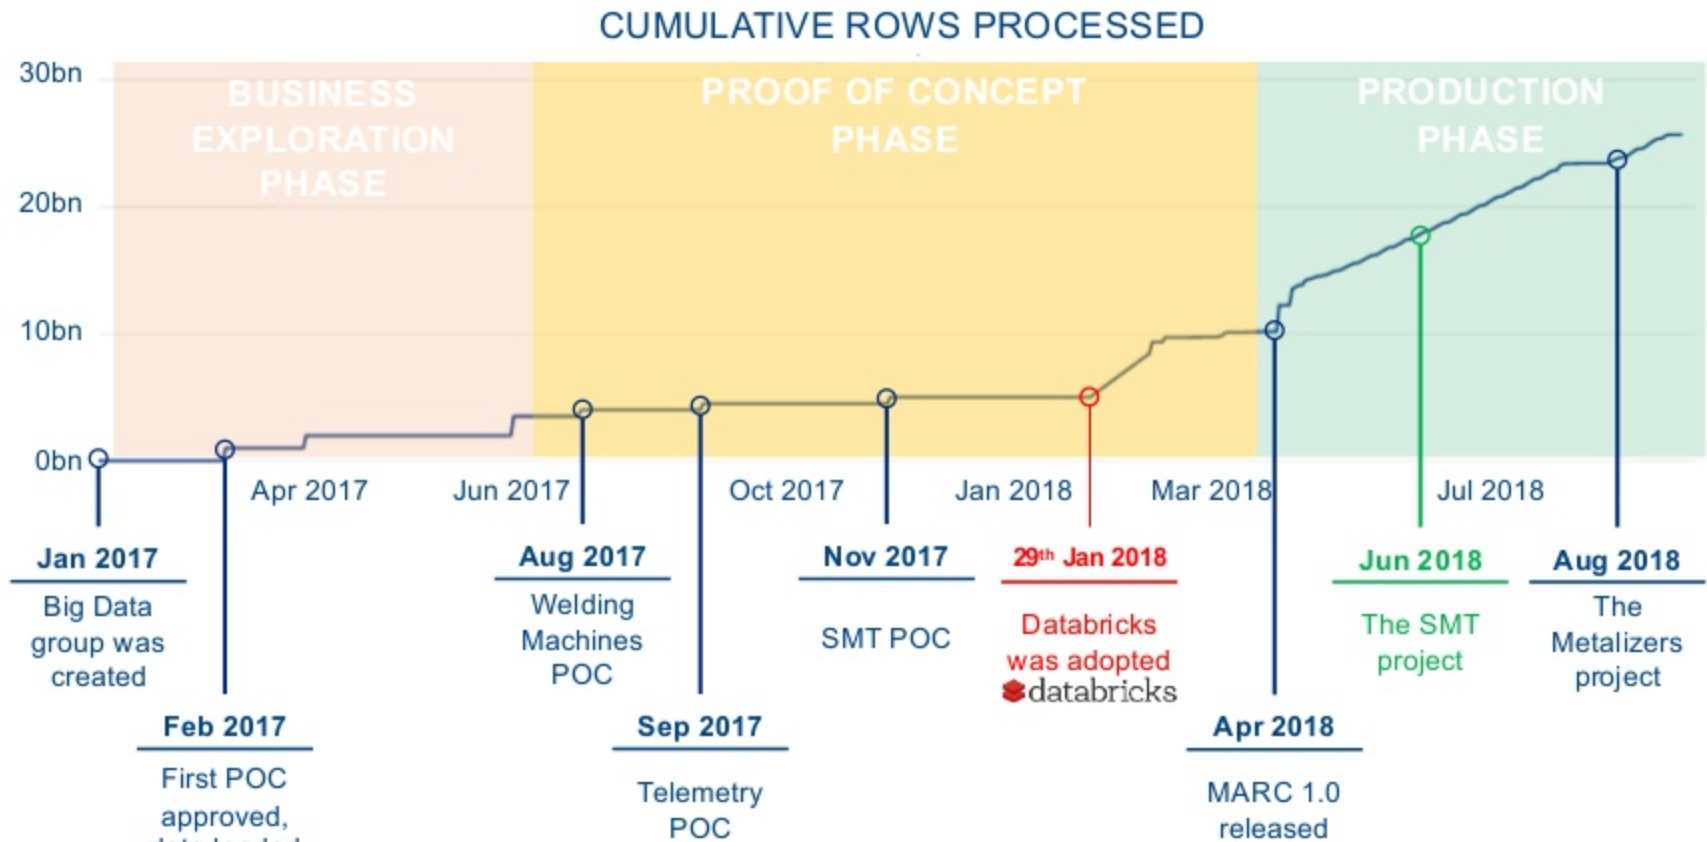 CUMULATIVE ROWS PROCESSED
30bn
20bn
10bn
0bn
BUSINESS
EXPLORATION
PHASE
PROOF OF CONCEPT
PHASE
PRODUCTION
PHASE
Apr 2017
Jun 2017
Oct 2017
Jan 2018
Mar 2018
Jul 2018
Jan 2017
Big Data
group was
created
Feb 2017
First POC
approved,
Aug 2017
Welding
Machines
POC
Sep 2017
Telemetry
POC
Nov 2017
SMT POC
29th Jan 2018
Databricks
was adopted
databricks
Apr 2018
MARC 1.0
released
Jun 2018
The SMT
project
Aug 2018
The
Metalizers
project